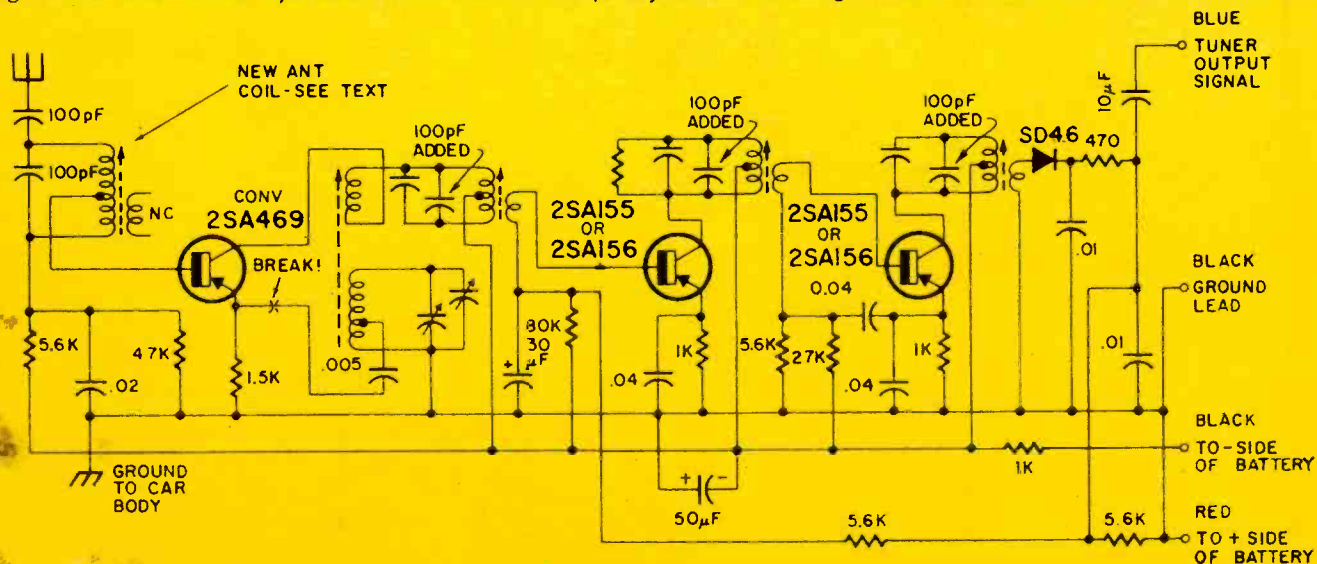 BLUE
TUNER
OUTPUT
SIGNAL
NEW ANT
COIL-SEE TEXT
100pF
100pF
NC
CONV
2SA469
BREAK!
100pF
ADDED
100pF
ADDED
100pF
ADDED
2SA155
OR
2SA156
2SA155
OR
2SA156
SD46
470
10µF
.01
BLACK
GROUND
LEAD
5.6K
.02
47K
1.5K
.005
80K
30
µF
.04
1K
5.6K
27K
0.04
.04
1K
.01
GROUND
TO CAR
BODY
+ -
50µF
1K
BLACK
TO - SIDE
OF BATTERY
5.6K
5.6K
RED
TO + SIDE
OF BATTERY